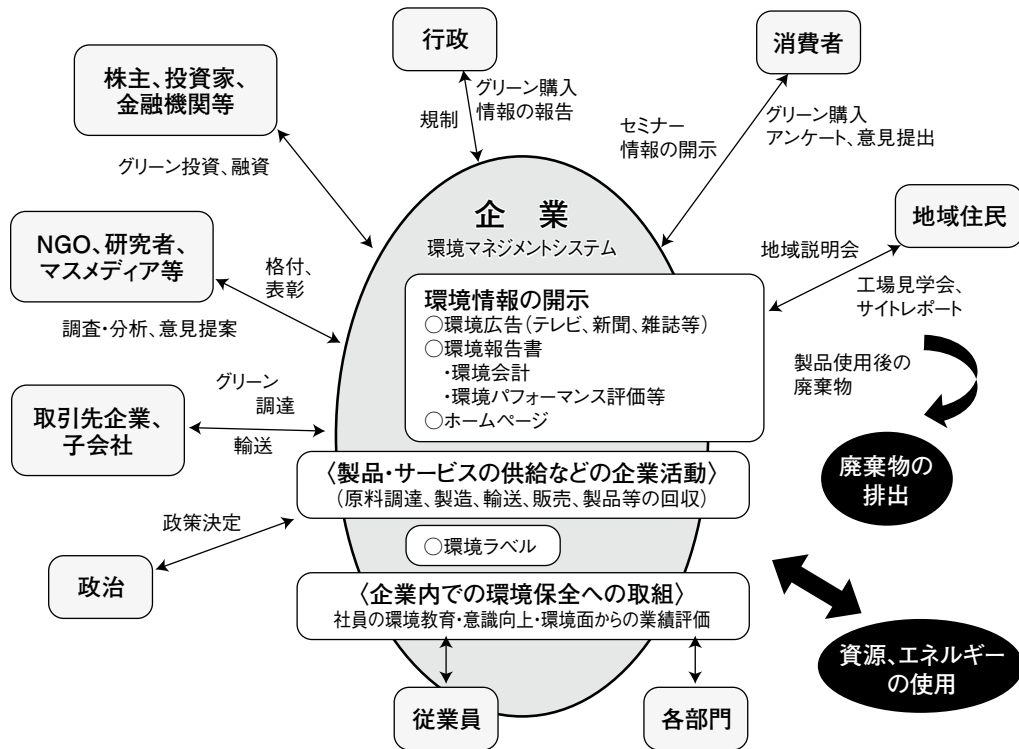 行政
消費者
株主、投資家、
金融機関等
グリーン購入
情報の報告
規制
セミナー
情報の開示
グリーン購入
アンケート、意見提出
グリーン投資、融資
企　業
環境マネジメントシステム
地域住民
NGO、研究者、
マスメディア等
格付、
表彰
地域説明会
工場見学会、
サイトレポート
調査・分析、意見提案
環境情報の開示
○環境広告（テレビ、新聞、雑誌等）
○環境報告書
・環境会計
・環境パフォーマンス評価等
○ホームページ
製品使用後の
廃棄物
取引先企業、
子会社
グリーン
調達
輸送
廃棄物の
排出
〈製品・サービスの供給などの企業活動〉
（原料調達、製造、輸送、販売、製品等の回収）
政策決定
○環境ラベル
政治
〈企業内での環境保全への取組〉
社員の環境教育・意識向上・環境面からの業績評価
資源、エネルギー
の使用
従業員
各部門